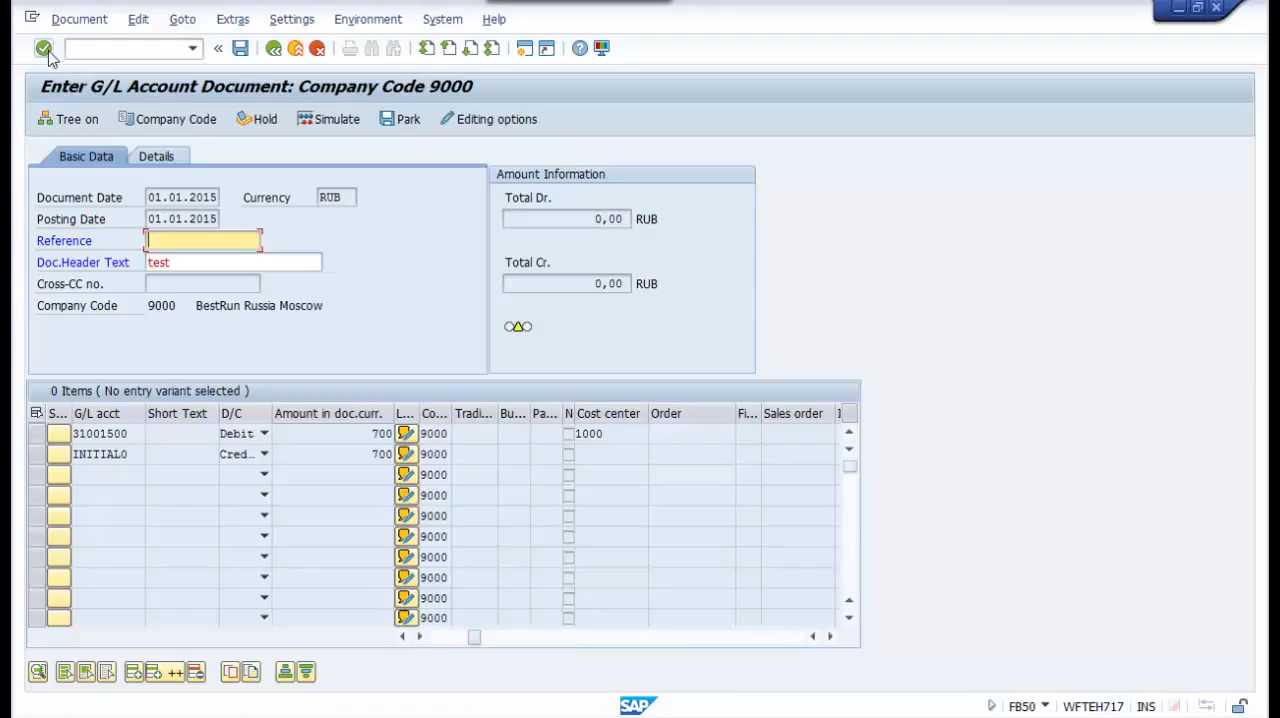 Document Edit Goto Extras Settings Environment System Help
Enter G/L Account Document: Company Code 9000
Tree on Company Code Hold Simulate Park Editing options
Basic Data Details
Amount Information
Document Date 01.01.2015 Currency RUB
Total Dr.
Posting Date 01.01.2015
0,00 RUB
Reference
Doc.Header Text test
Total Cr.
Cross-CC no.
0,00 RUB
Company Code 9000 BestRun Russia Moscow
0 Items ( No entry variant selected )
S... G/L acct Short Text D/C Amount in doc.curr. L... Co... Tradi... Bu... Pa... N Cost center Order Fi... Sales order
31001500 Debit 700 9000 1000
INITIAL0 Cred… 700 9000
9000
9000
9000
9000
9000
9000
9000
9000
SAP FB50 WFTEH717 INS